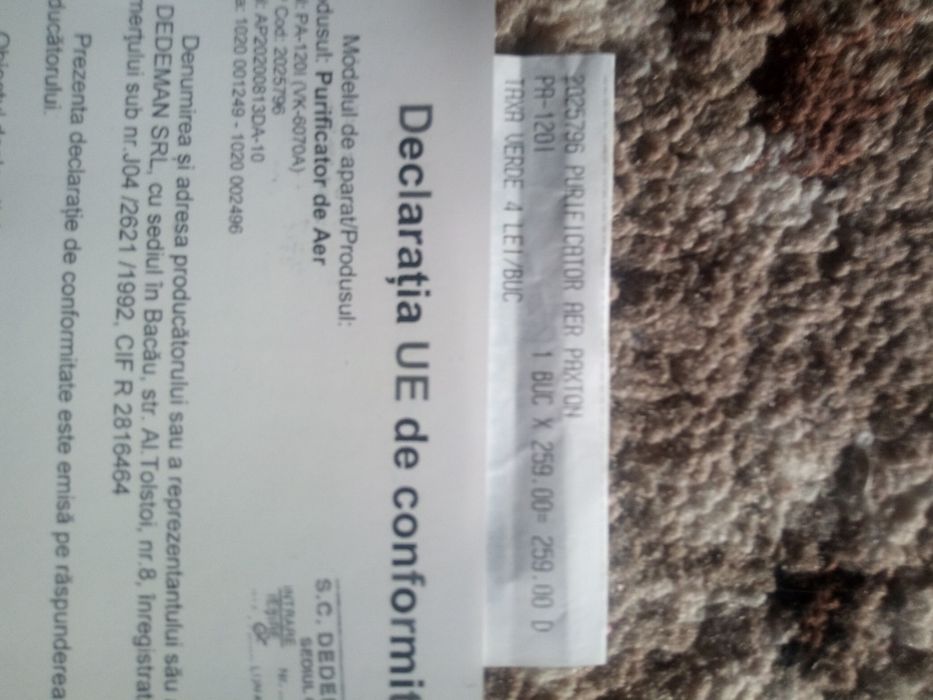 2025796 PURIFICATOR AER PAXTON
PA-120I 1 BUC X 259.00= 259.00 D
TAXA VERDE 4 LEI/BUC
Declarația UE de conformit
S.C. DEDE
SEDIUL
INTRARE
Modelul de aparat/Produsul:
dusul: Purificator de Aer
l: PA-120I (VK-6070A)
Cod: 2025796
: AP20200813DA-10
a: 1020 001249 - 1020 002496
Denumirea și adresa producătorului sau a reprezentantului său
DEDEMAN SRL, cu sediul în Bacău, str. Al.Tolstoi, nr.8, înregistrat
merțului sub nr.J04 /2621 /1992, CIF R 2816464
Prezenta declarație de conformitate este emisă pe răspunderea
ducătorului.